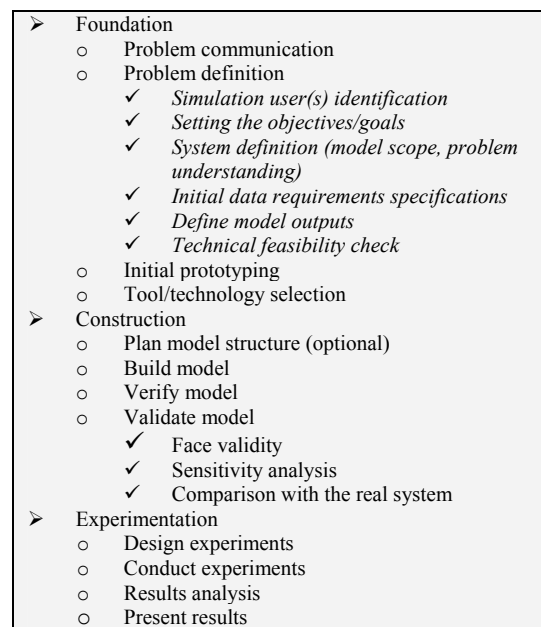 ➢ Foundation
o Problem communication
o Problem definition
✓ Simulation user(s) identification
✓ Setting the objectives/goals
✓ System definition (model scope, problem
understanding)
✓ Initial data requirements specifications
✓ Define model outputs
✓ Technical feasibility check
o Initial prototyping
o Tool/technology selection
➢ Construction
o Plan model structure (optional)
o Build model
o Verify model
o Validate model
✓ Face validity
✓ Sensitivity analysis
✓ Comparison with the real system
➢ Experimentation
o Design experiments
o Conduct experiments
o Results analysis
o Present results